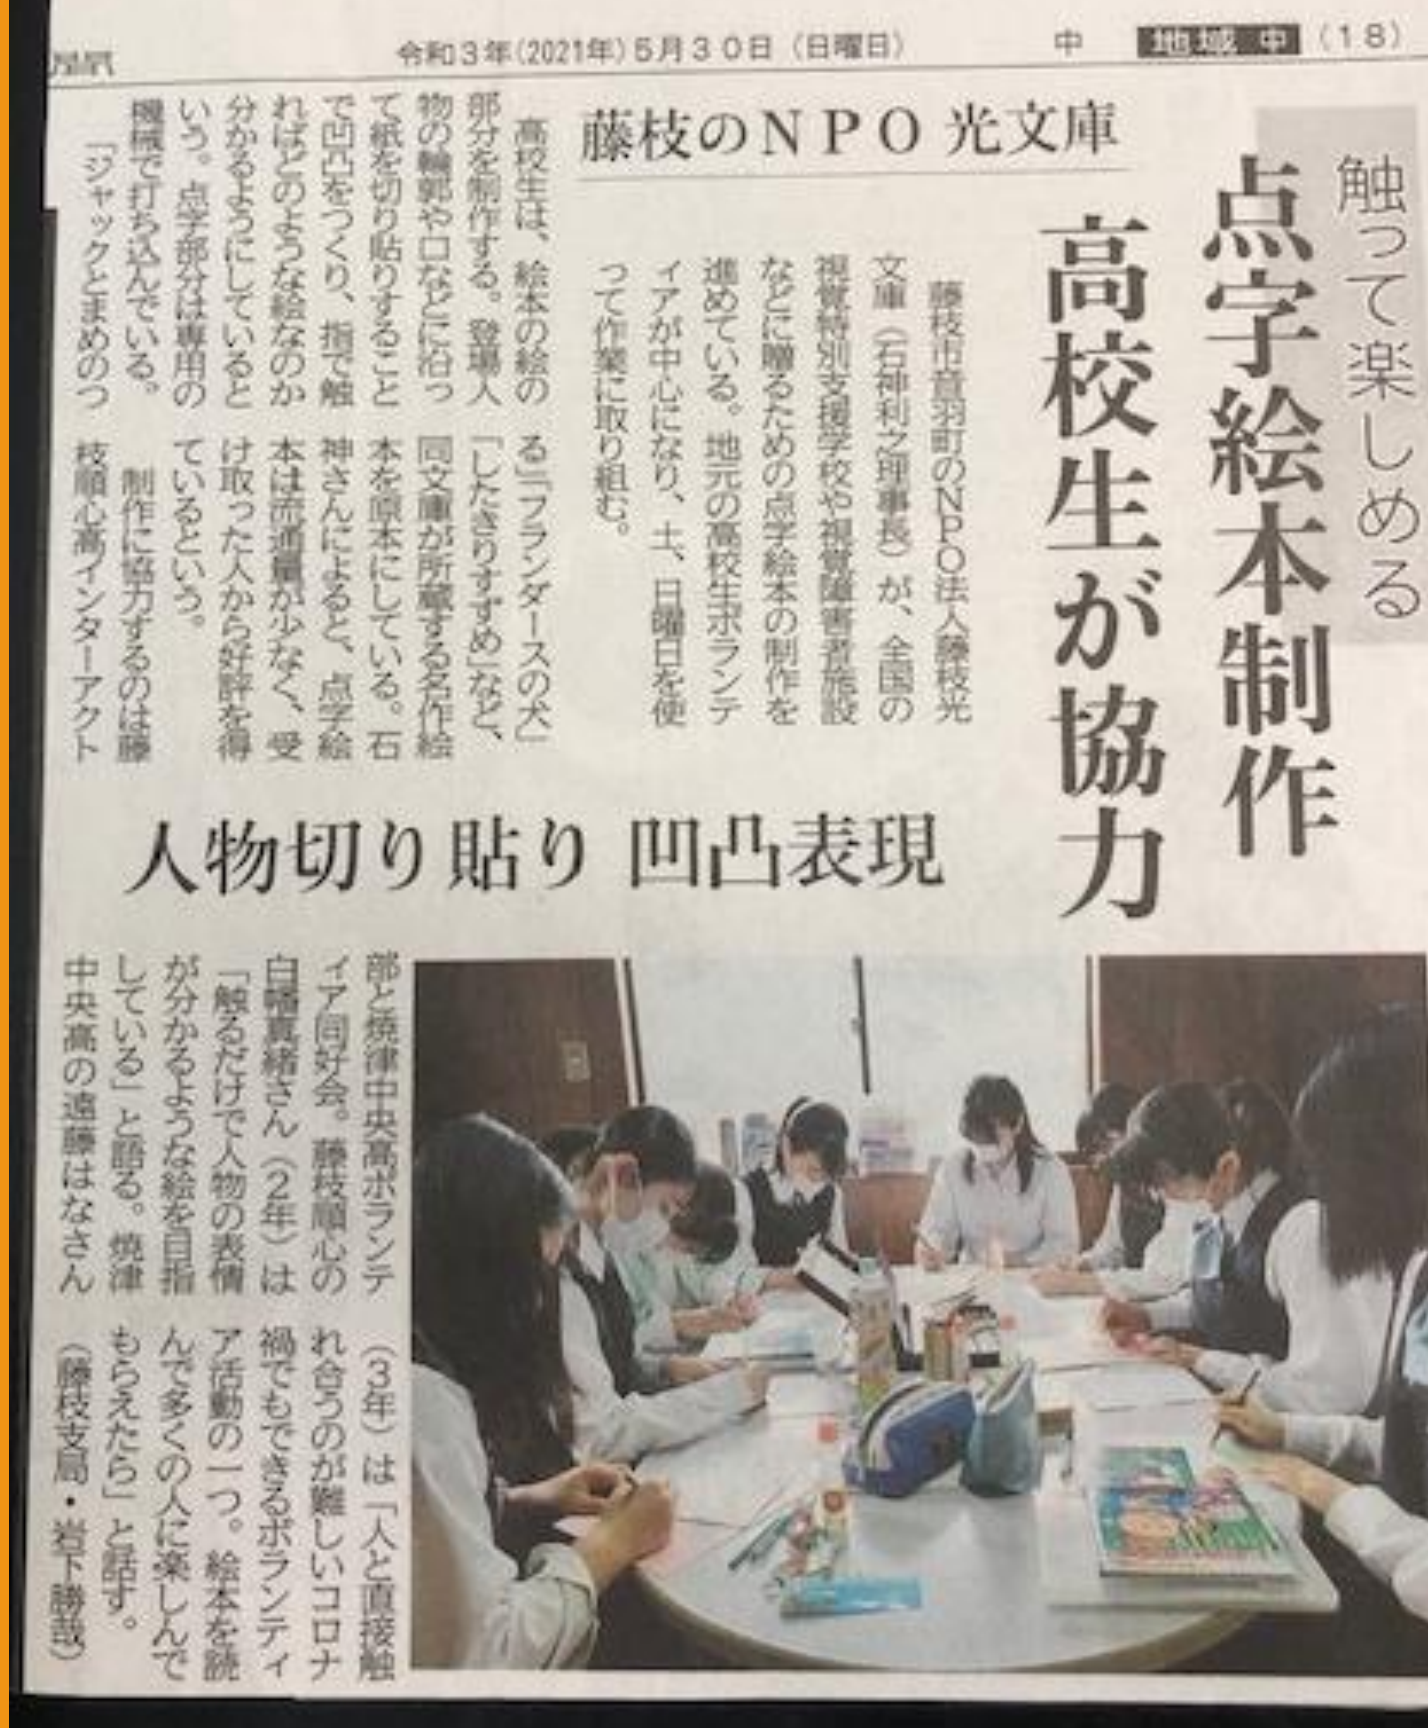 令和3年(2021年)5月30日(日曜日)
中
地域 中
(18)
触って楽しめる
点字絵本制作
高校生が協力
藤枝のNPO 光文庫
藤枝市音羽町のNPO法人藤枝光
文庫(石神利之理事長)が、全国の
視覚特別支援学校や視覚障害者施設
などに贈るための点字絵本の制作を
進めている。地元の高校生ボランテ
ィアが中心になり、土、日曜日を使
って作業に取り組む。
高校生は、絵本の絵の
部分を制作する。登場人
物の輪郭や口などに沿っ
て紙を切り貼りすること
で凹凸をつくり、指で触
ればどのような絵なのか
分かるようにしていると
いう。点字部分は専用の
機械で打ち込んでいる。
「ジャックとまめのつ
る」「フランダースの犬」
「したきりすずめ」など、
同文庫が所蔵する名作絵
本を原本にしている。石
神さんによると、点字絵
本は流通量が少なく、受
け取った人から好評を得
ているという。
制作に協力するのは藤
枝順心高インターアクト
人物切り貼り 凹凸表現
部と焼津中央高ボランテ
ィア同好会。藤枝順心の
白幡真緒さん(2年)は
「触るだけで人物の表情
が分かるような絵を目指
している」と語る。焼津
中央高の遠藤はなさん
(3年)は「人と直接触
れ合うのが難しいコロナ
禍でもできるボランティ
ア活動の一つ。絵本を読
んで多くの人に楽しんで
もらえたら」と話す。
(藤枝支局・岩下勝哉)